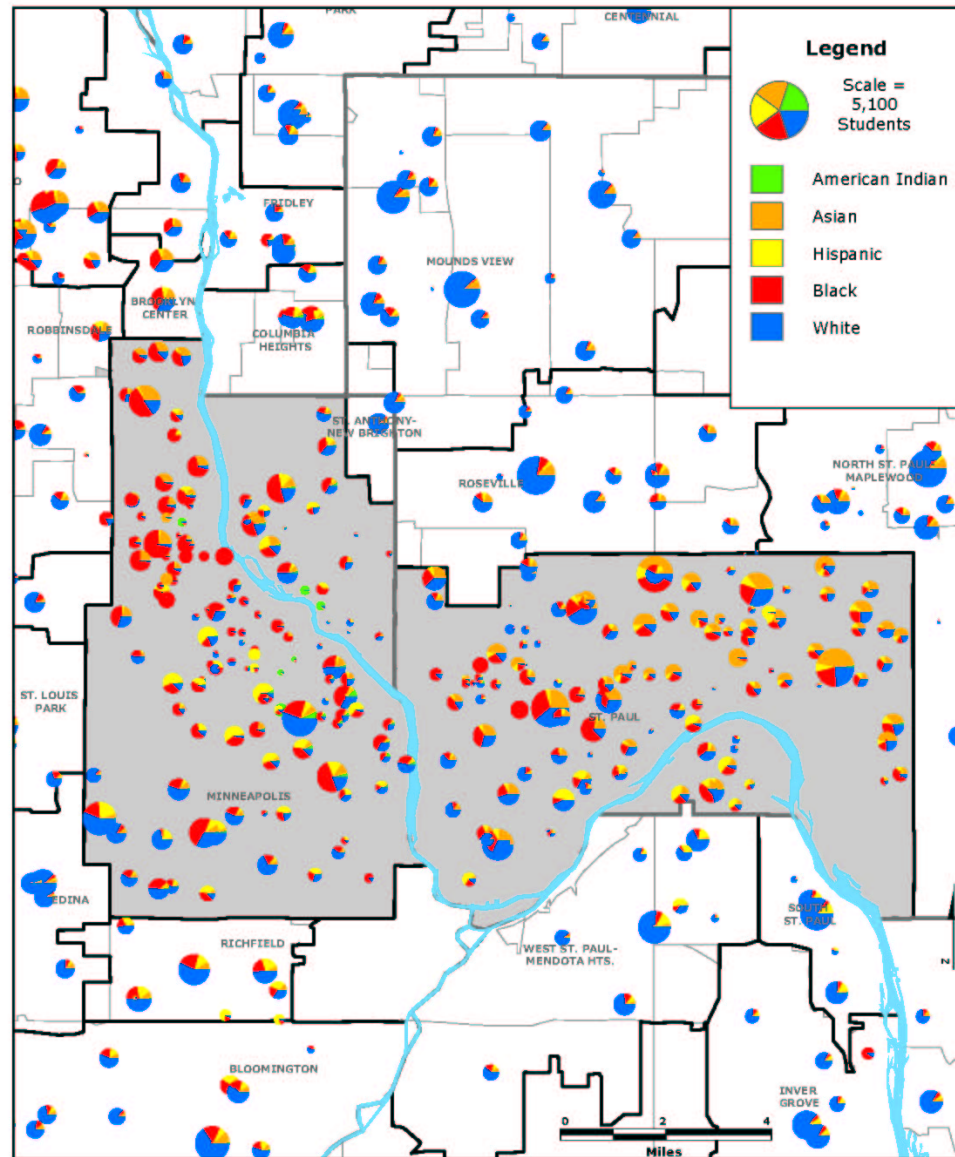 PARK
CENTENNIAL
Legend
Scale =
5,100
Students
American Indian
Asian
Hispanic
Black
White
FRIDLEY
MOUNDS VIEW
BROOKLYN
CENTER
ROBBINSDALE
COLUMBIA
HEIGHTS
ST. ANTHONY-
NEW BRIGHTON
ROSEVILLE
NORTH ST. PAUL-
MAPLEWOOD
ST. LOUIS
PARK
ST. PAUL
MINNEAPOLIS
EDINA
SOUTH
ST. PAUL
RICHFIELD
WEST ST. PAUL-
MENDOTA HTS.
N
BLOOMINGTON
INVER
GROVE
0 2 4
Miles